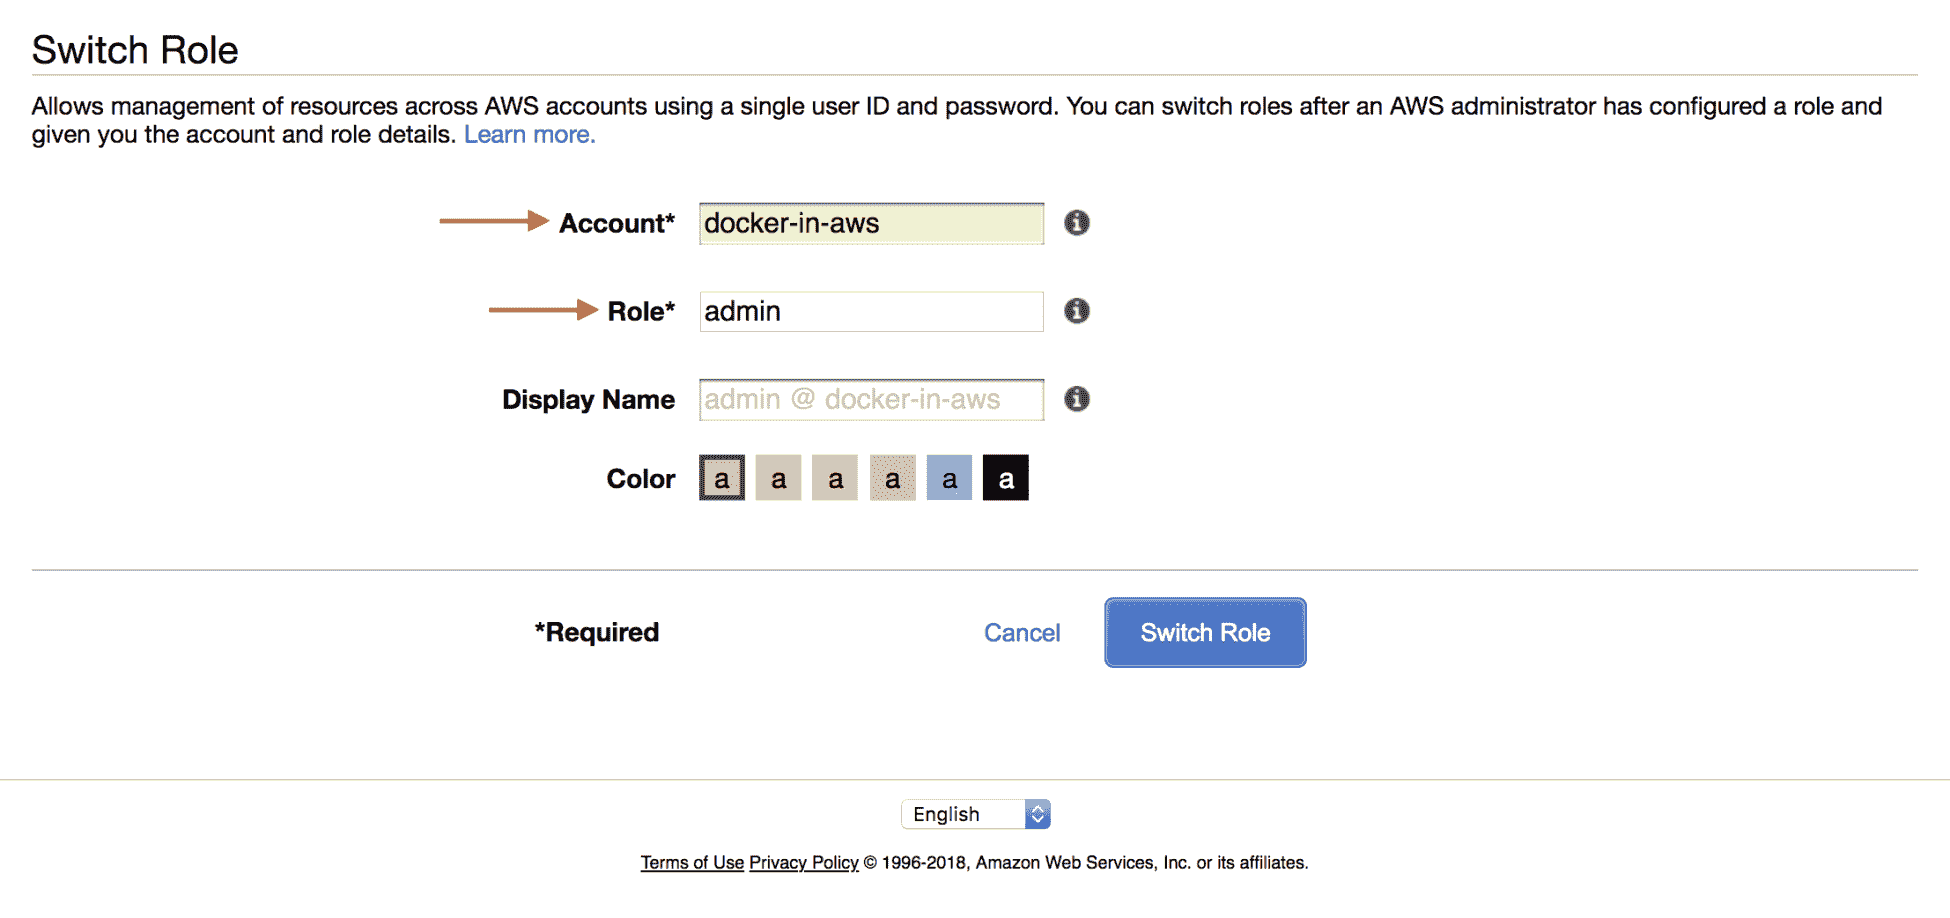 Switch Role
Allows management of resources across AWS accounts using a single user ID and password. You can switch roles after an AWS administrator has configured a role and
given you the account and role details. Learn more.
Account* docker-in-aws
Role* admin
Display Name admin @ docker-in-aws
Color a a a a a a
*Required Cancel Switch Role
English
Terms of Use Privacy Policy © 1996-2018, Amazon Web Services, Inc. or its affiliates.